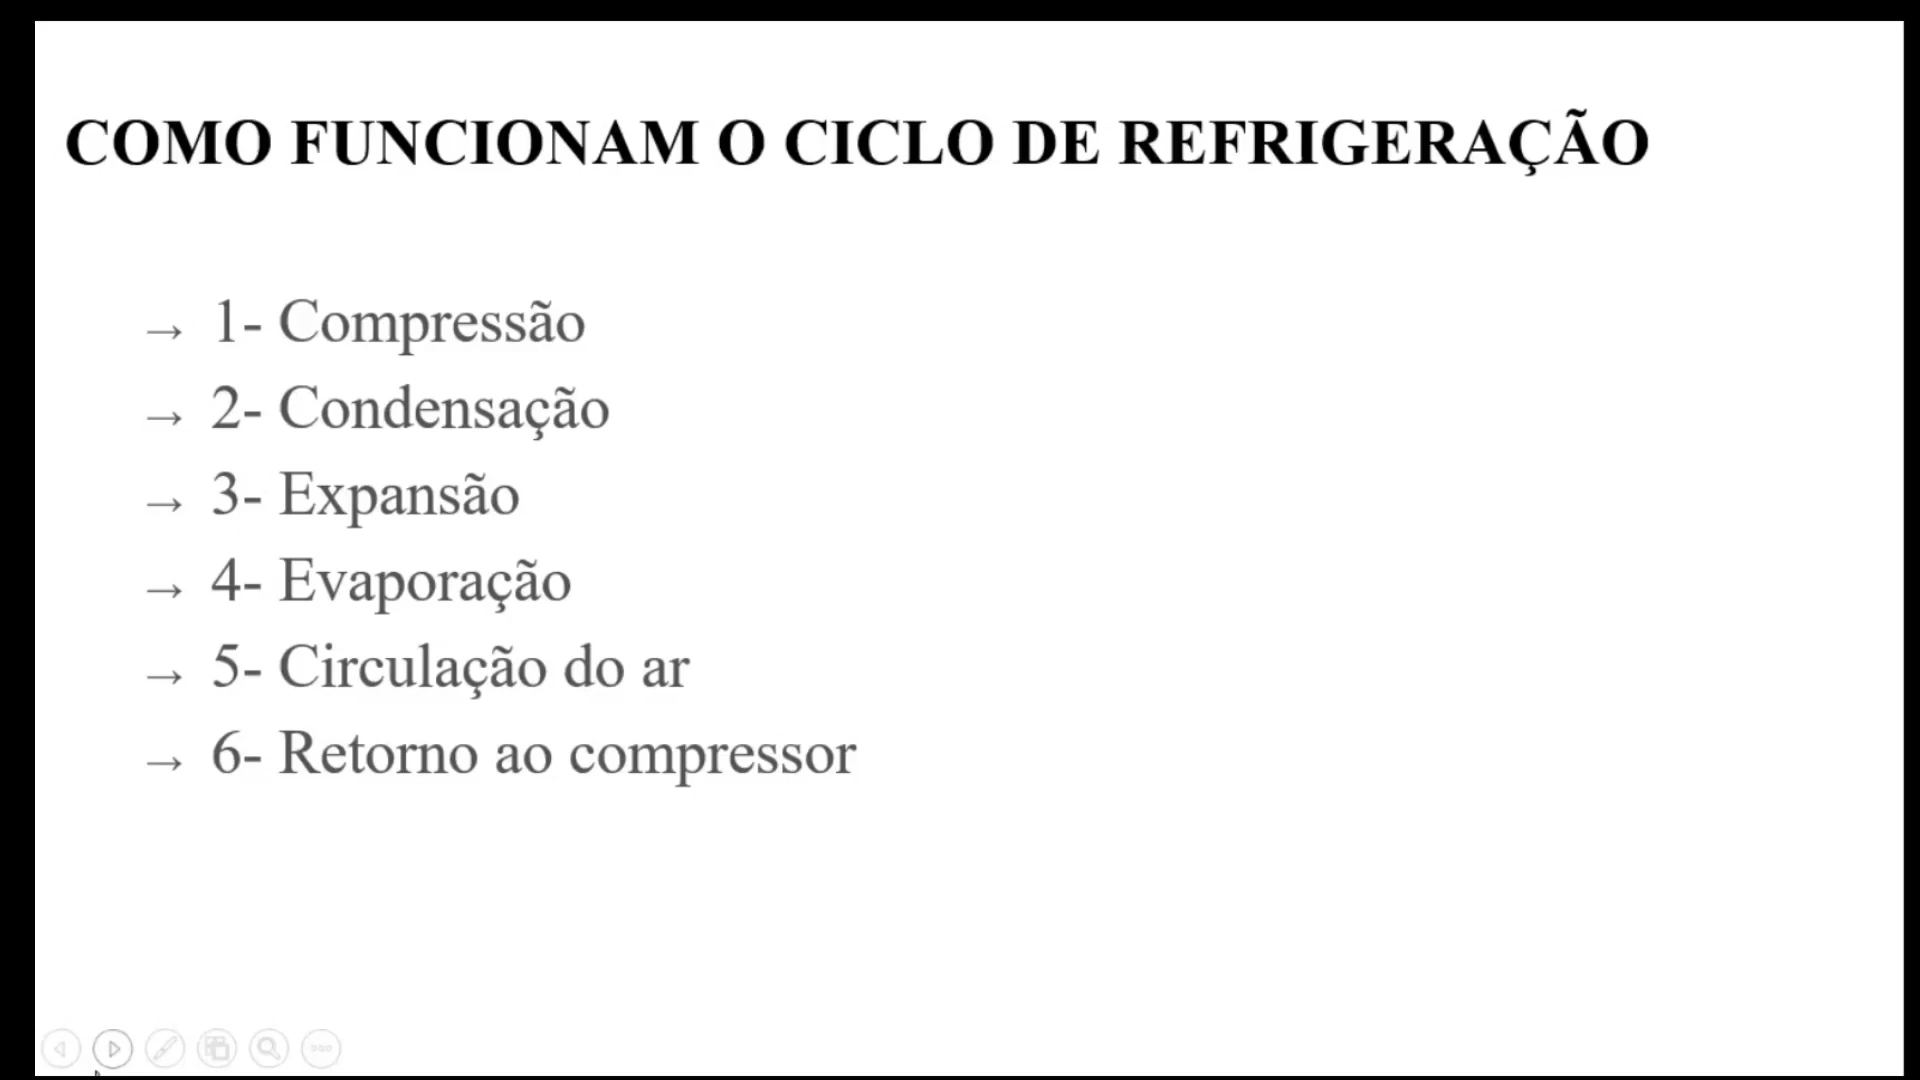 COMO FUNCIONAM O CICLO DE REFRIGERAÇÃO
→ 1- Compressão
→ 2- Condensação
→ 3- Expansão
→ 4- Evaporação
→ 5- Circulação do ar
→ 6- Retorno ao compressor